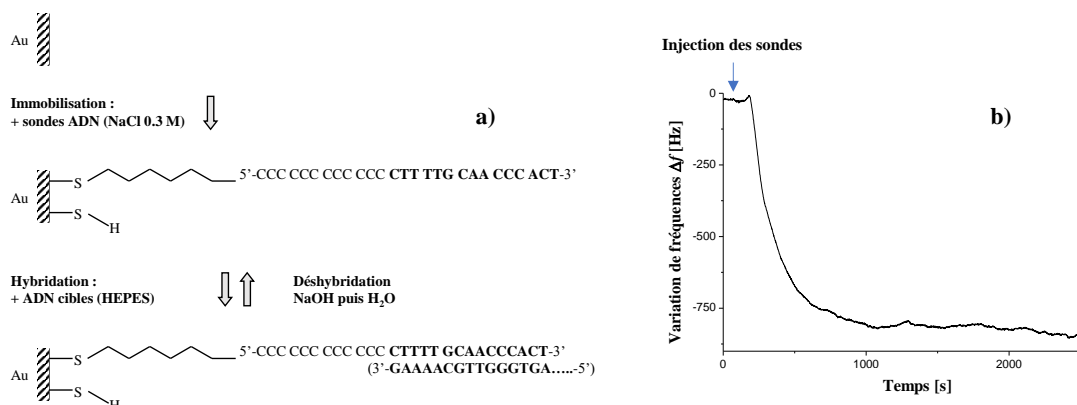 Au
Immobilisation :
+ sondes ADN (NaCl 0.3 M)
a)
Au
S
5’-CCC CCC CCC CCC CTT TTG CAA CCC ACT-3’
S
H
Hybridation :
+ ADN cibles (HEPES)
Déshybridation
NaOH puis H2O
Au
S
5’-CCC CCC CCC CCC CTTTT GCAACCCACT-3’
(3’-GAAAACGTTGGGTGA…..-5’)
S
H
Injection des sondes
b)
Variation de fréquences Δf [Hz]
0
-250
-500
-750
0
1000
2000
Temps [s]